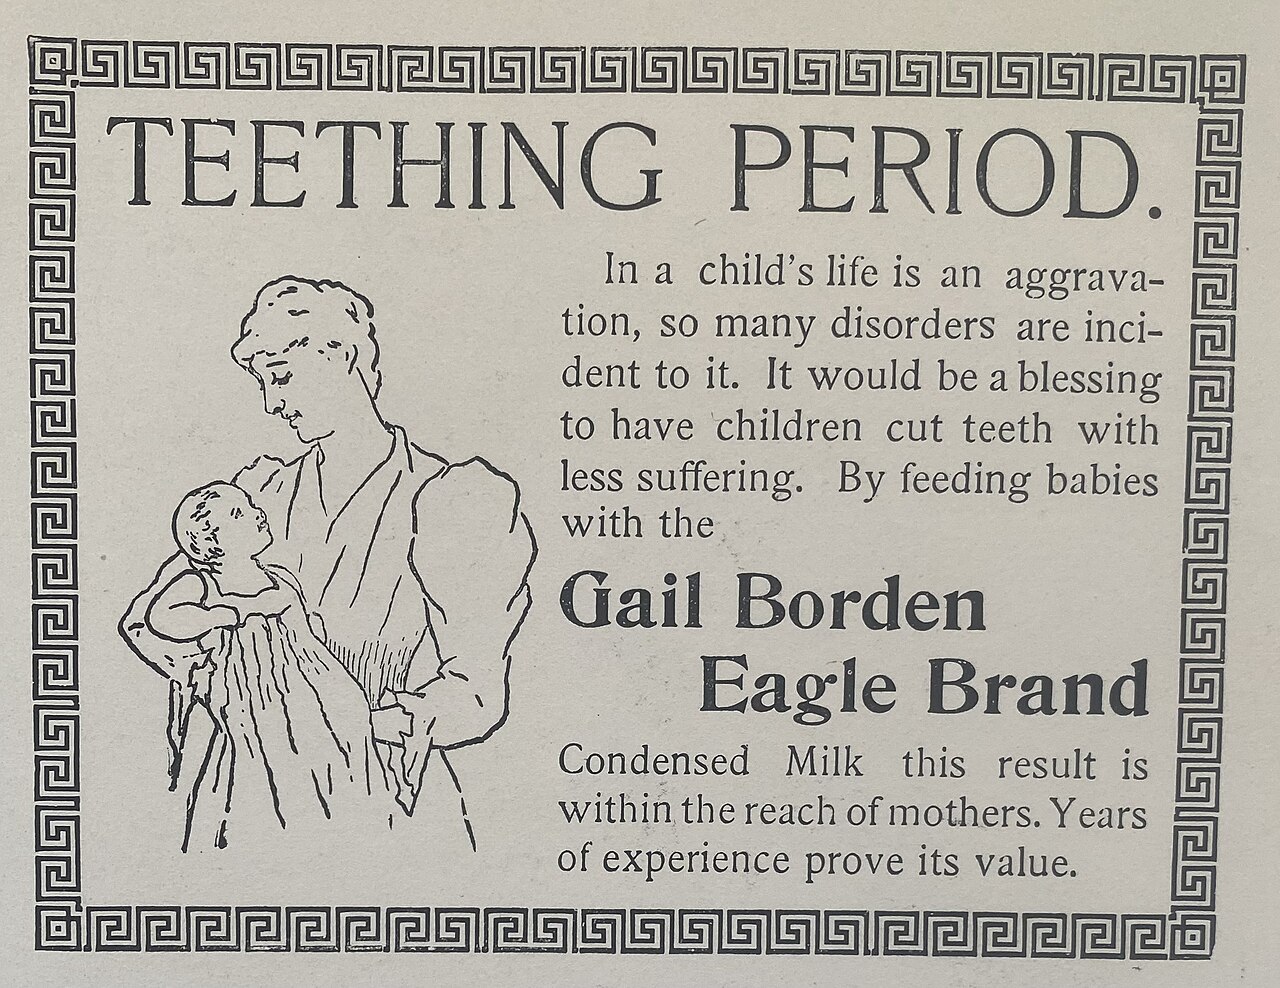 TEETHING PERIOD.
In a child's life is an aggrava-
tion, so many disorders are inci-
dent to it. It would be a blessing
to have children cut teeth with
less suffering. By feeding babies
with the
Gail Borden
Eagle Brand
Condensed Milk this result is
within the reach of mothers. Years
of experience prove its value.